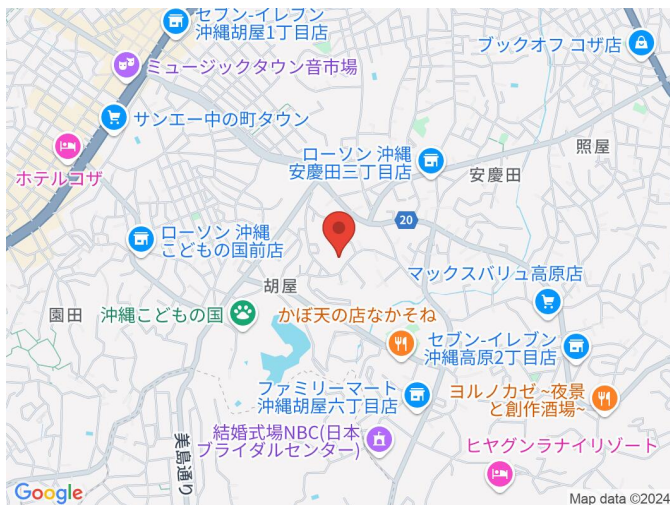 セブン-イレブン
沖縄胡屋1丁目店
ブックオフ コザ店
ミュージックタウン音市場
サンエー中の町タウン
ホテルコザ
ローソン 沖縄
安慶田三丁目店
安慶田
照屋
20
ローソン 沖縄
こどもの国前店
胡屋
マックスバリュ高原店
園田
沖縄こどもの国
かぼ天の店なかそね
セブン-イレブン
沖縄高原2丁目店
ファミリーマート
沖縄胡屋六丁目店
ヨルノカゼ ~夜景
と創作酒場~
美島通り
結婚式場NBC(日本
ブライダルセンター)
ヒヤグンラナイリゾート
Google
Map data ©2024